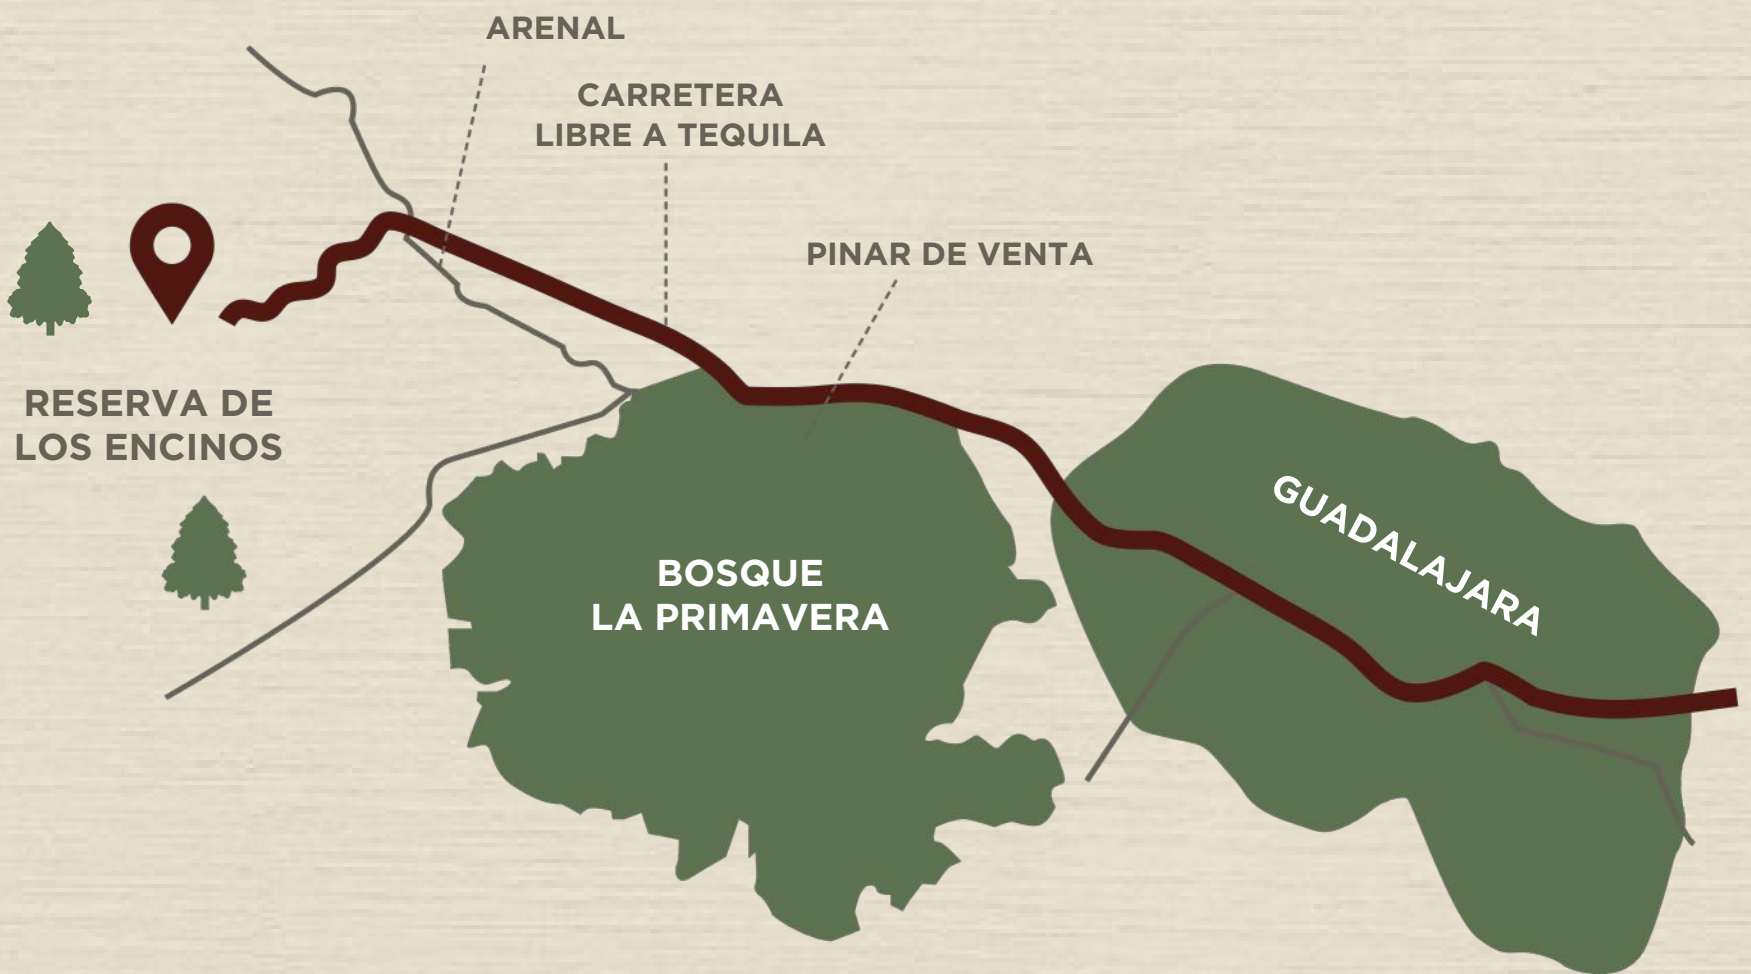 ARENAL
CARRETERA
LIBRE A TEQUILA
PINAR DE VENTA
RESERVA DE
LOS ENCINOS
BOSQUE
LA PRIMAVERA
GUADALAJARA